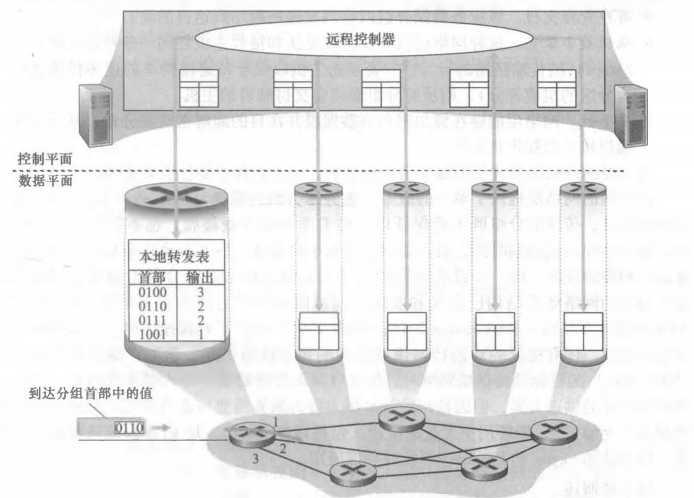 远程控制器
控制平面
数据平面
本地转发表
首部 输出
0100 3
0110 2
0111 2
1001 1
到达分组首部中的值
0110
1
2
3